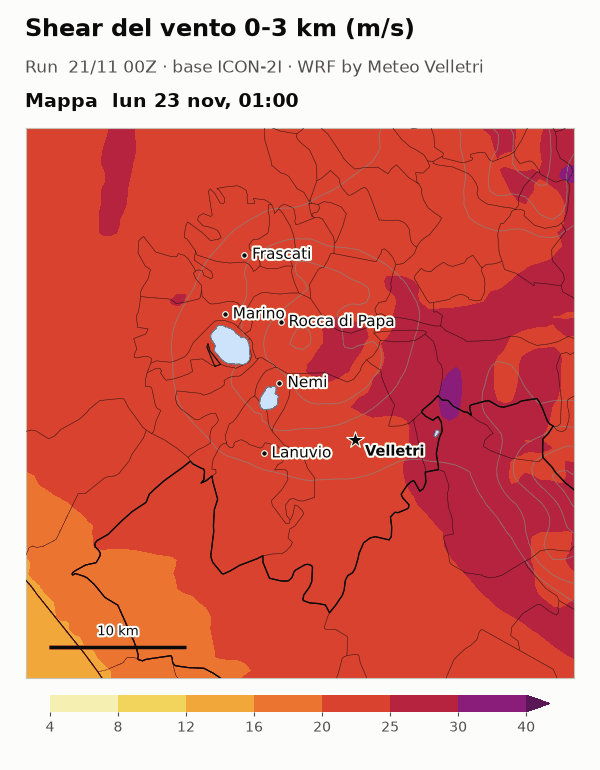 Shear del vento 0-3 km (m/s)
Run  21/11 00Z · base ICON-2I · WRF by Meteo Velletri
Mappa  lun 23 nov, 01:00
Frascati
Marino
Rocca di Papa
Nemi
Velletri
Lanuvio
10 km
4 8 12 16 20 25 30 40